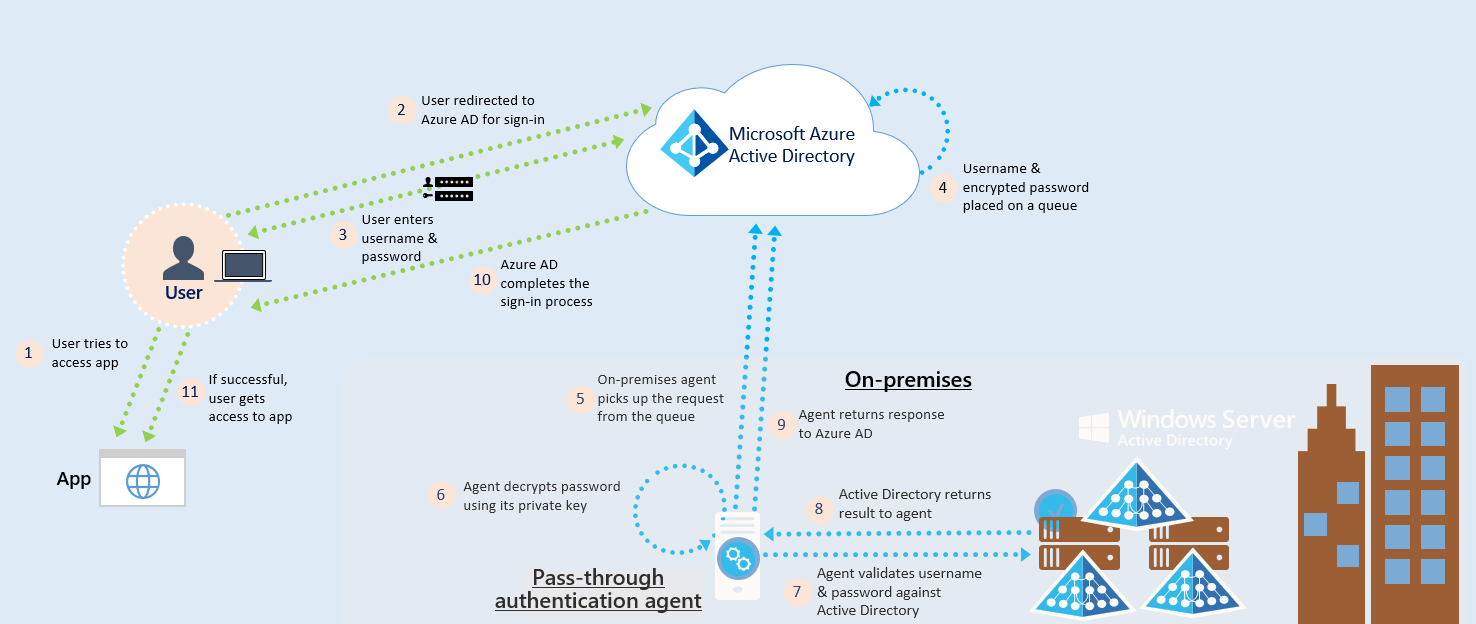 2
User redirected to
Azure AD for sign-in
Microsoft Azure
Active Directory
4
Username &
encrypted password
placed on a queue
3
User enters
username &
password
10
Azure AD
completes the
sign-in process
User
1
User tries to
access app
11
If successful,
user gets
access to app
App
5
On-premises agent
picks up the request
from the queue
On-premises
9
Agent returns response
to Azure AD
Windows Server
Active Directory
6
Agent decrypts password
using its private key
8
Active Directory returns
result to agent
Pass-through
authentication agent
7
Agent validates username
& password against
Active Directory